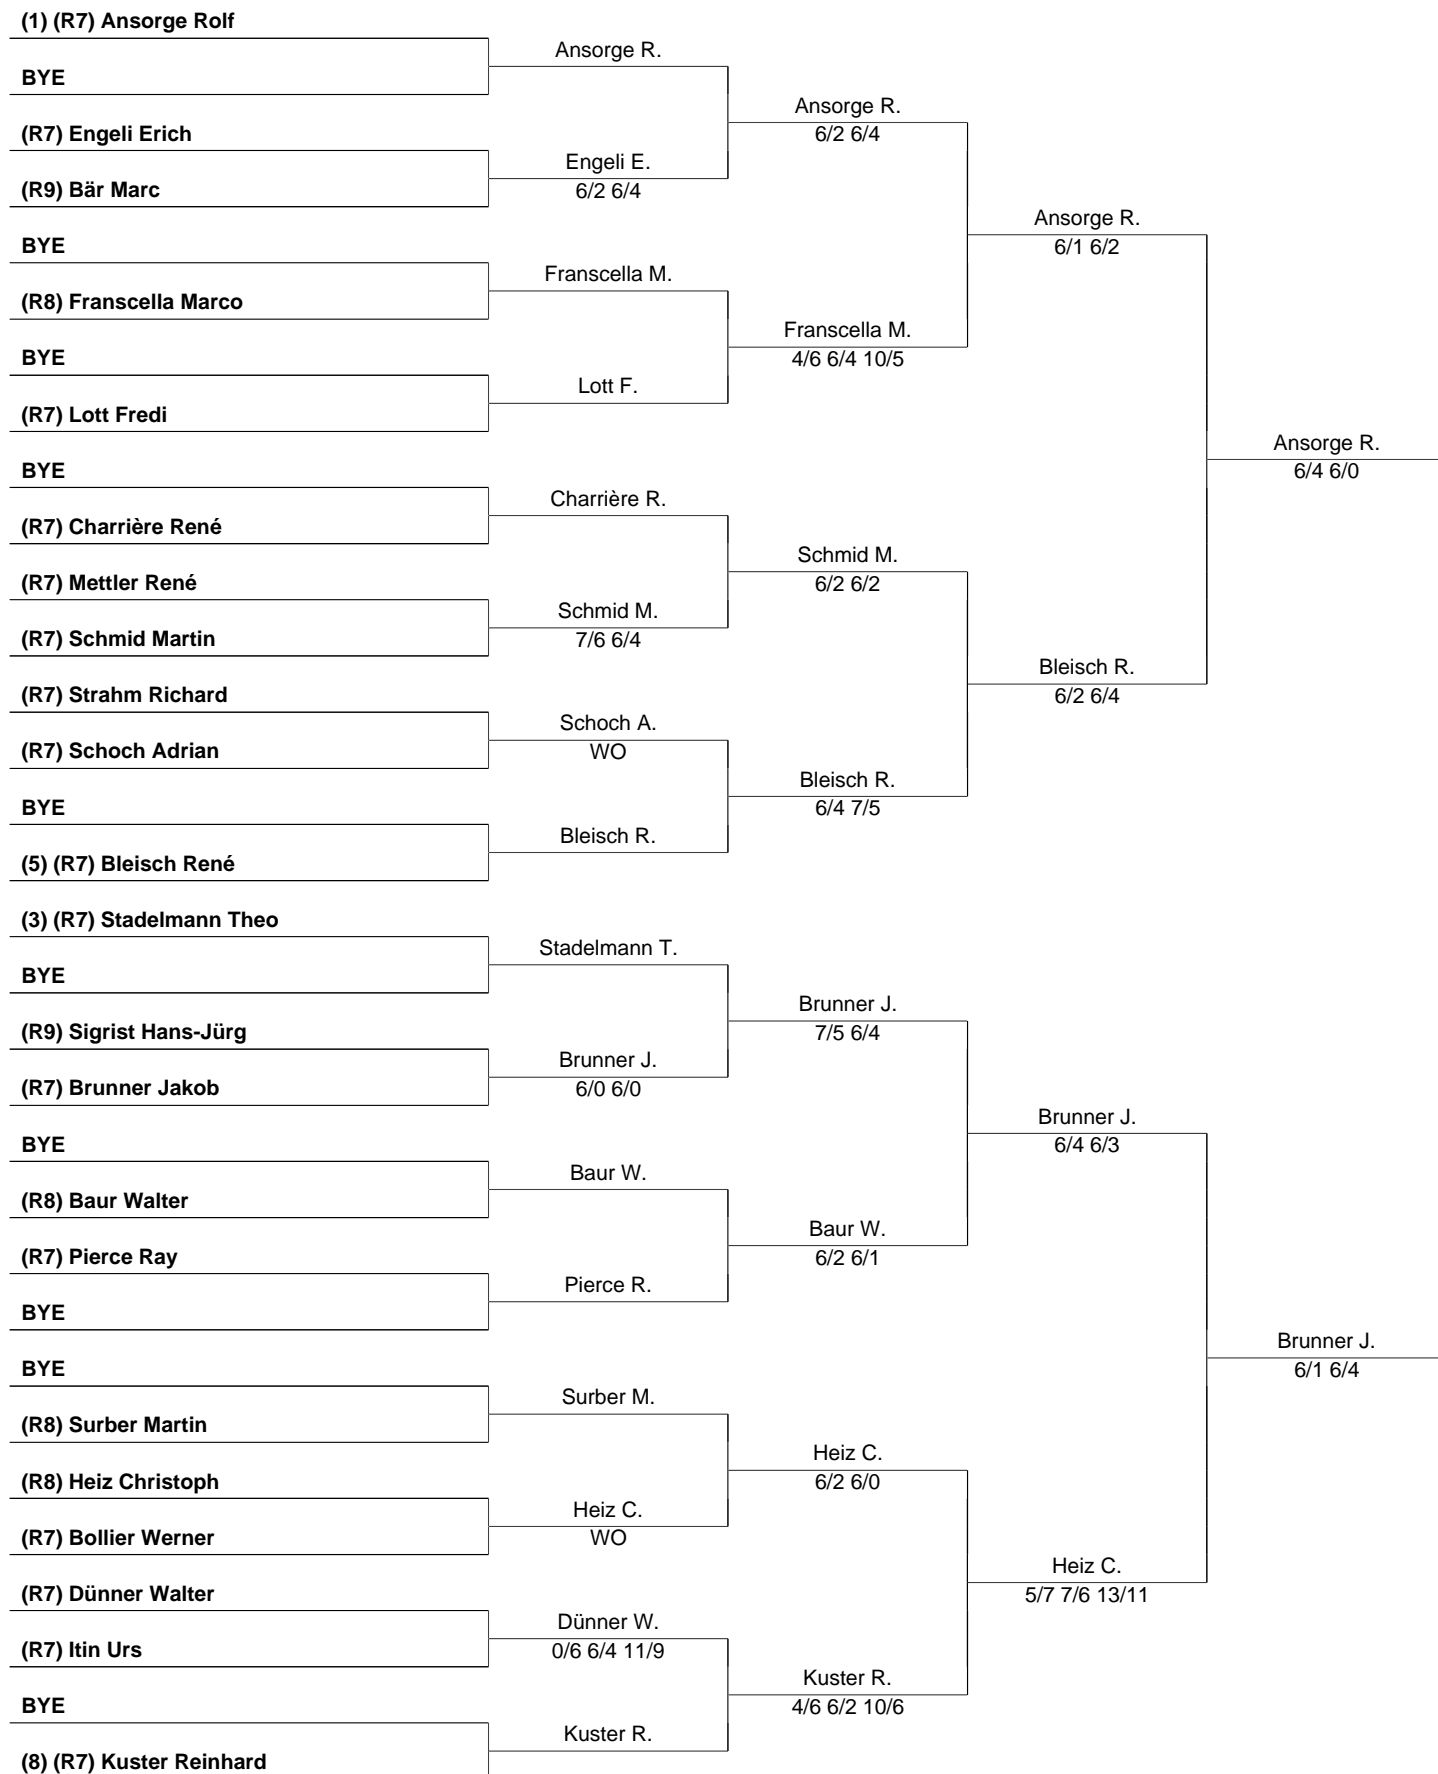 (1) (R7) Ansorge Rolf
BYE
(R7) Engeli Erich
(R9) Bär Marc
BYE
(R8) Franscella Marco
BYE
(R7) Lott Fredi
BYE
(R7) Charrière René
(R7) Mettler René
(R7) Schmid Martin
(R7) Strahm Richard
(R7) Schoch Adrian
BYE
(5) (R7) Bleisch René
(3) (R7) Stadelmann Theo
BYE
(R9) Sigrist Hans-Jürg
(R7) Brunner Jakob
BYE
(R8) Baur Walter
(R7) Pierce Ray
BYE
BYE
(R8) Surber Martin
(R8) Heiz Christoph
(R7) Bollier Werner
(R7) Dünner Walter
(R7) Itin Urs
BYE
(8) (R7) Kuster Reinhard
Ansorge R.
Engeli E.
6/2 6/4
Franscella M.
Lott F.
Charrière R.
Schmid M.
7/6 6/4
Schoch A.
WO
Bleisch R.
Stadelmann T.
Brunner J.
6/0 6/0
Baur W.
Pierce R.
Surber M.
Heiz C.
WO
Dünner W.
0/6 6/4 11/9
Kuster R.
Ansorge R.
6/2 6/4
Franscella M.
4/6 6/4 10/5
Schmid M.
6/2 6/2
Bleisch R.
6/4 7/5
Brunner J.
7/5 6/4
Baur W.
6/2 6/1
Heiz C.
6/2 6/0
Kuster R.
4/6 6/2 10/6
Ansorge R.
6/1 6/2
Bleisch R.
6/2 6/4
Brunner J.
6/4 6/3
Heiz C.
5/7 7/6 13/11
Ansorge R.
6/4 6/0
Brunner J.
6/1 6/4